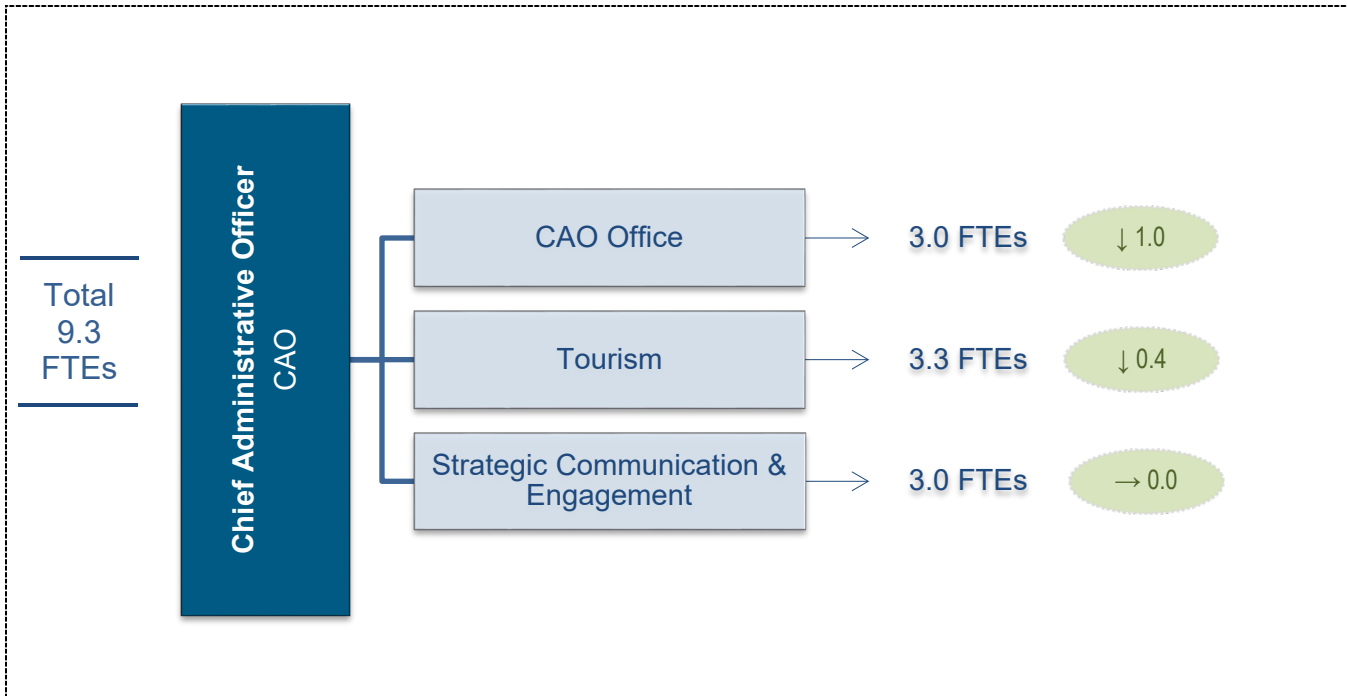 Total
9.3
FTEs
Chief Administrative Officer
CAO
CAO Office
3.0 FTEs
↓ 1.0
Tourism
3.3 FTEs
↓ 0.4
Strategic Communication &
Engagement
3.0 FTEs
→ 0.0